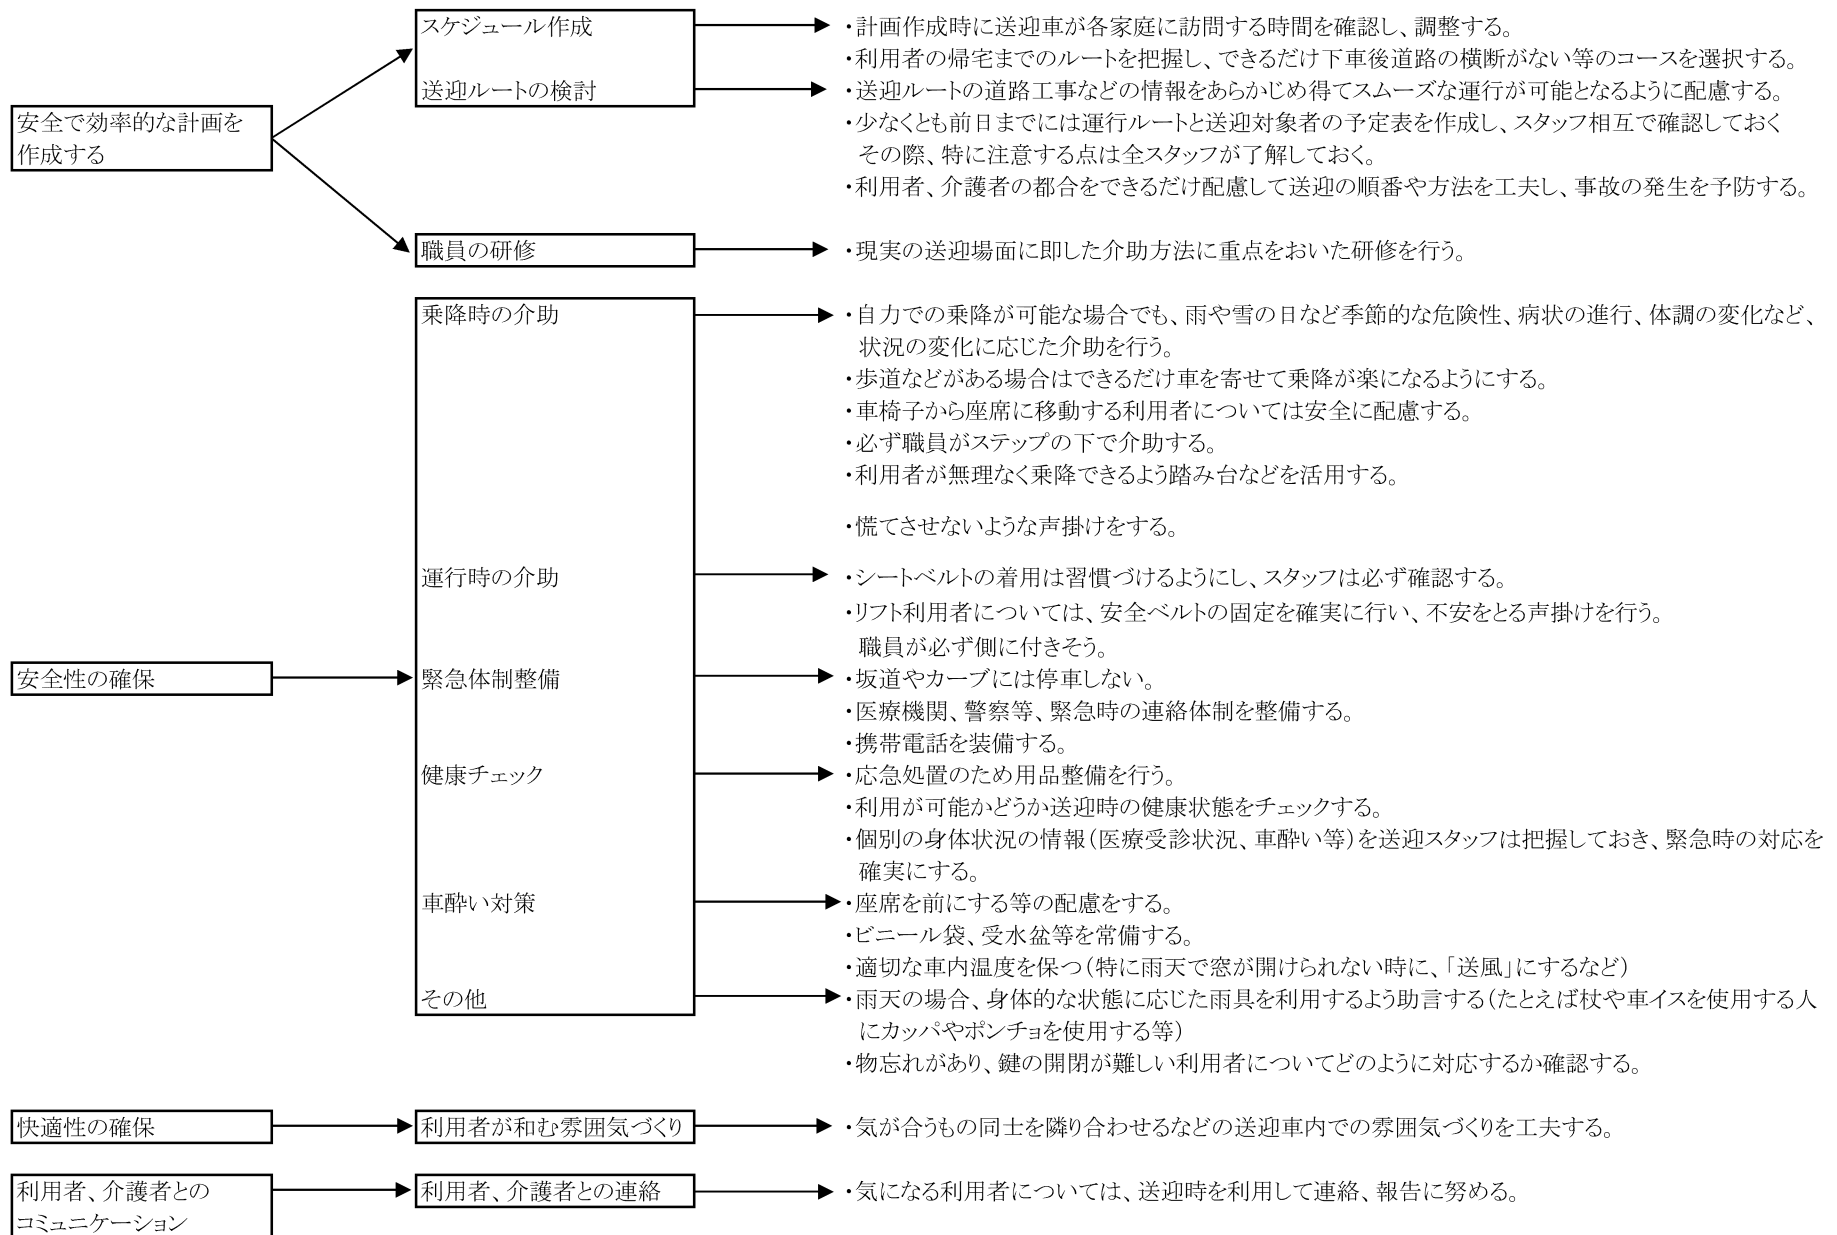 スケジュール作成
・計画作成時に送迎車が各家庭に訪問する時間を確認し、調整する。
・利用者の帰宅までのルートを把握し、できるだけ下車後道路の横断がない等のコースを選択する。
送迎ルートの検討
・送迎ルートの道路工事などの情報をあらかじめ得てスムーズな運行が可能となるように配慮する。
安全で効率的な計画を
作成する
・少なくとも前日までには運行ルートと送迎対象者の予定表を作成し、スタッフ相互で確認しておく
その際、特に注意する点は全スタッフが了解しておく。
・利用者、介護者の都合をできるだけ配慮して送迎の順番や方法を工夫し、事故の発生を予防する。
職員の研修
・現実の送迎場面に即した介助方法に重点をおいた研修を行う。
乗降時の介助
・自力での乗降が可能な場合でも、雨や雪の日など季節的な危険性、病状の進行、体調の変化など、
状況の変化に応じた介助を行う。
・歩道などがある場合はできるだけ車を寄せて乗降が楽になるようにする。
・車椅子から座席に移動する利用者については安全に配慮する。
・必ず職員がステップの下で介助する。
・利用者が無理なく乗降できるよう踏み台などを活用する。
・慌てさせないような声掛けをする。
運行時の介助
・シートベルトの着用は習慣づけるようにし、スタッフは必ず確認する。
・リフト利用者については、安全ベルトの固定を確実に行い、不安をとる声掛けを行う。
職員が必ず側に付きそう。
安全性の確保
緊急体制整備
・坂道やカーブには停車しない。
・医療機関、警察等、緊急時の連絡体制を整備する。
・携帯電話を装備する。
健康チェック
・応急処置のため用品整備を行う。
・利用が可能かどうか送迎時の健康状態をチェックする。
・個別の身体状況の情報(医療受診状況、車酔い等)を送迎スタッフは把握しておき、緊急時の対応を
確実にする。
車酔い対策
・座席を前にする等の配慮をする。
・ビニール袋、受水盆等を常備する。
・適切な車内温度を保つ(特に雨天で窓が開けられない時に、「送風」にするなど)
その他
・雨天の場合、身体的な状態に応じた雨具を利用するよう助言する(たとえば杖や車イスを使用する人
にカッパやポンチョを使用する等)
・物忘れがあり、鍵の開閉が難しい利用者についてどのように対応するか確認する。
快適性の確保
利用者が和む雰囲気づくり
・気が合うもの同士を隣り合わせるなどの送迎車内での雰囲気づくりを工夫する。
利用者、介護者との
コミュニケーション
利用者、介護者との連絡
・気になる利用者については、送迎時を利用して連絡、報告に努める。